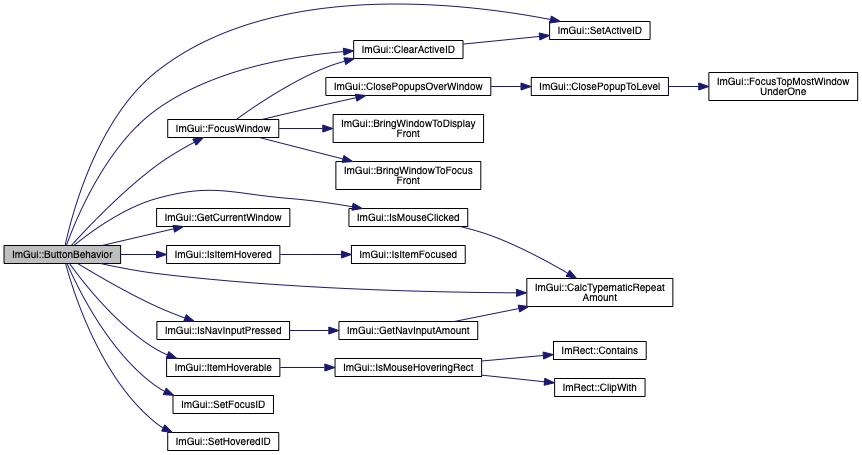 ImGui::SetActiveID
ImGui::ClearActiveID
ImGui::ClosePopupsOverWindow
ImGui::ClosePopupToLevel
ImGui::FocusTopMostWindow
UnderOne
ImGui::FocusWindow
ImGui::BringWindowToDisplay
Front
ImGui::BringWindowToFocus
Front
ImGui::GetCurrentWindow
ImGui::IsMouseClicked
ImGui::ButtonBehavior
ImGui::IsItemHovered
ImGui::IsItemFocused
ImGui::CalcTypematicRepeat
Amount
ImGui::IsNavInputPressed
ImGui::GetNavInputAmount
ImRect::Contains
ImGui::ItemHoverable
ImGui::IsMouseHoveringRect
ImRect::ClipWith
ImGui::SetFocusID
ImGui::SetHoveredID